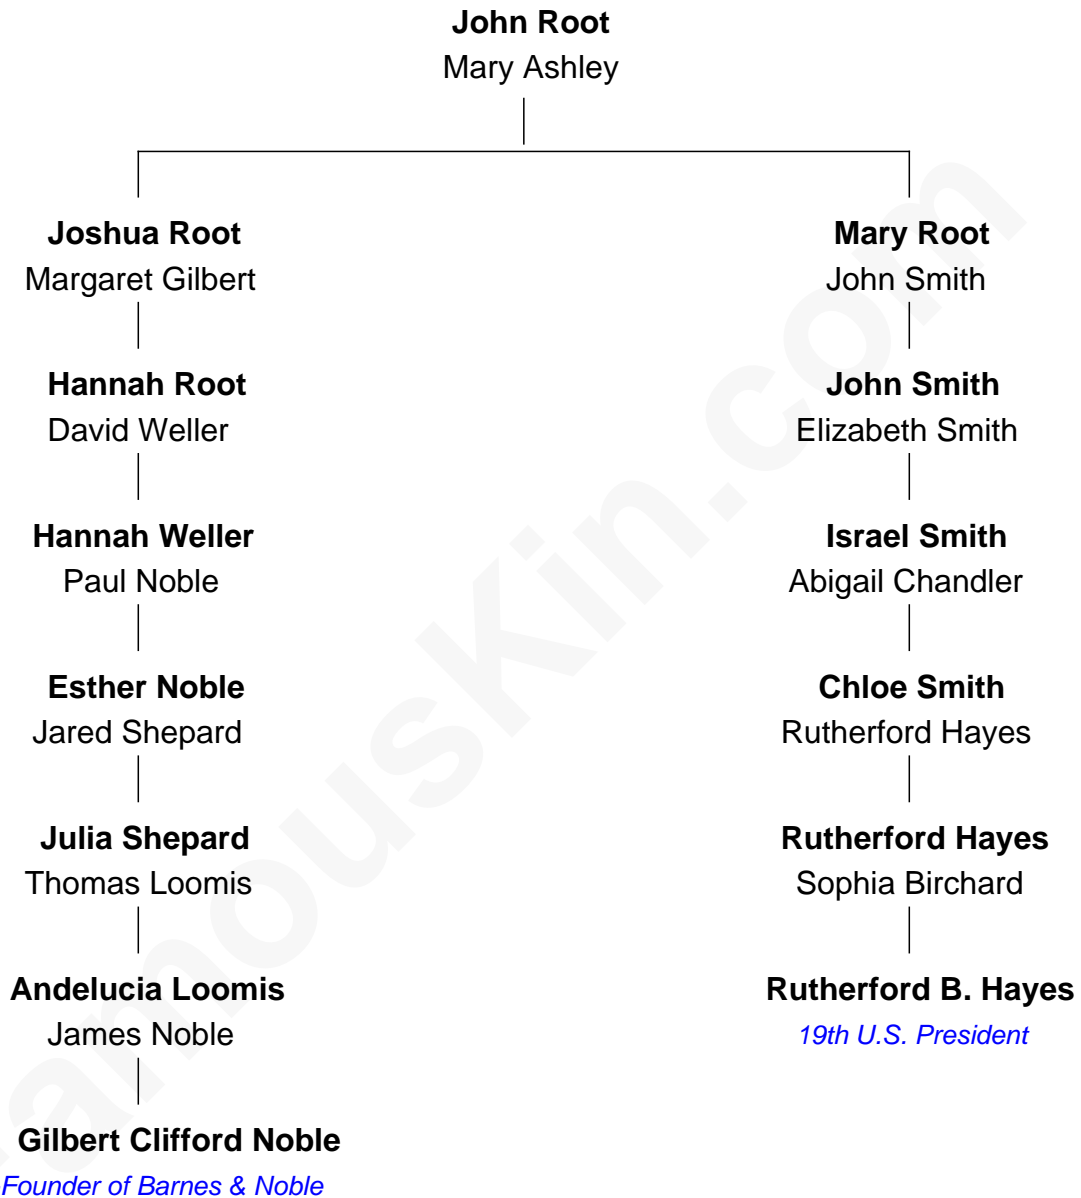 John Root
Mary Ashley
Joshua Root
Margaret Gilbert
Mary Root
John Smith
Hannah Root
David Weller
John Smith
Elizabeth Smith
Hannah Weller
Paul Noble
Israel Smith
Abigail Chandler
Esther Noble
Jared Shepard
Chloe Smith
Rutherford Hayes
Julia Shepard
Thomas Loomis
Rutherford Hayes
Sophia Birchard
Andelucia Loomis
James Noble
Rutherford B. Hayes
19th U.S. President
Gilbert Clifford Noble
Founder of Barnes & Noble
famouskin.com